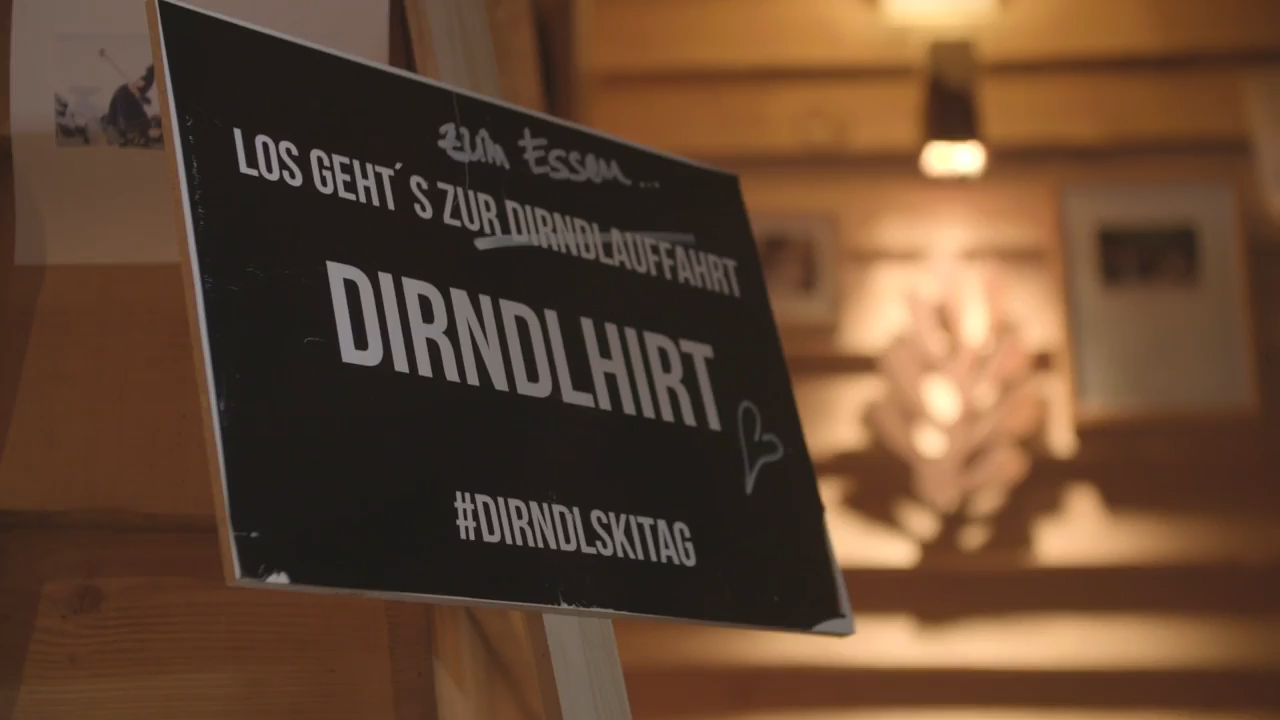 zum Essen...
LOS GEHT´S ZUR DIRNDLAUFFAHRT
DIRNDLHIRT
#DIRNDLSKITAG